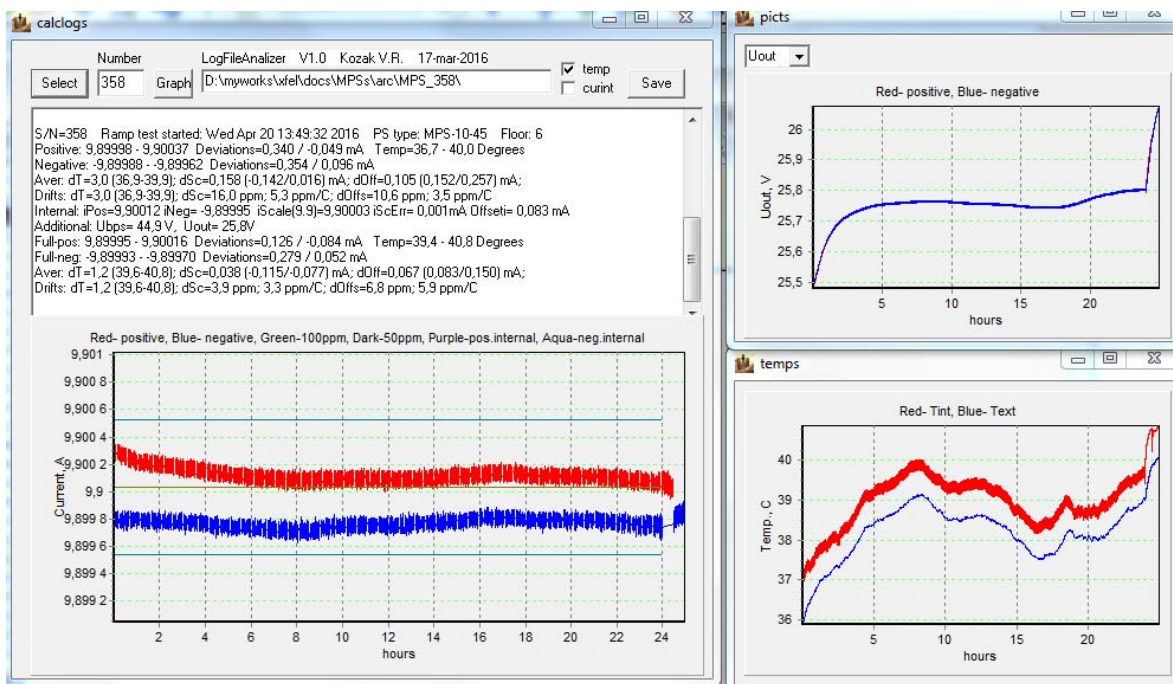 calclogs
Number LogFileAnalizer V1.0 Kozak V.R. 17-mar-2016
Select 358 Graph D:\myworks\xfel\docs\MPSs\arc\MPS_358\ temp curint Save
S/N=358 Ramp test started: Wed Apr 20 13:49:32 2016 PS type: MPS-10-45 Floor: 6
Positive: 9,89998 - 9,90037 Deviations=0,340 / -0,049 mA Temp=36,7 - 40,0 Degrees
Negative: -9,89988 - -9,89962 Deviations=0,354 / 0,096 mA
Aver: dT=3,0 (36,9-39,9); dSc=0,158 (-0,142/0,016) mA; dOff=0,105 (0,152/0,257) mA;
Drifts: dT=3,0 (36,9-39,9); dSc=16,0 ppm; 5,3 ppm/C; dOffs=10,6 ppm; 3,5 ppm/C
Internal: iPos=9,90012 iNeg= -9,89995 iScale(9.9)=9,90003 iScErr= 0,001mA Offseti= 0,083 mA
Additional: Ubps= 44,9 V, Uout= 25,8V
Full-pos: 9,89995 - 9,90016 Deviations=0,126 / -0,084 mA Temp=39,4 - 40,8 Degrees
Full-neg: -9,89993 - -9,89970 Deviations=0,279 / 0,052 mA
Aver: dT=1,2 (39,6-40,8); dSc=0,038 (-0,115/-0,077) mA; dOff=0,067 (0,083/0,150) mA;
Drifts: dT=1,2 (39,6-40,8); dSc=3,9 ppm; 3,3 ppm/C; dOffs=6,8 ppm; 5,9 ppm/C
Red- positive, Blue- negative, Green-100ppm, Dark-50ppm, Purple-pos.internal, Aqua-neg.internal
Current, A
9,901
9,900 8
9,900 6
9,900 4
9,900 2
9,9
9,899 8
9,899 6
9,899 4
9,899 2
2 4 6 8 10 12 14 16 18 20 22 24
hours
picts
Uout
Red- positive, Blue- negative
Uout, V
26
25,9
25,8
25,7
25,6
25,5
5 10 15 20
hours
temps
Red- Tint, Blue- Text
Temp., C
40
39
38
37
36
5 10 15 20
hours